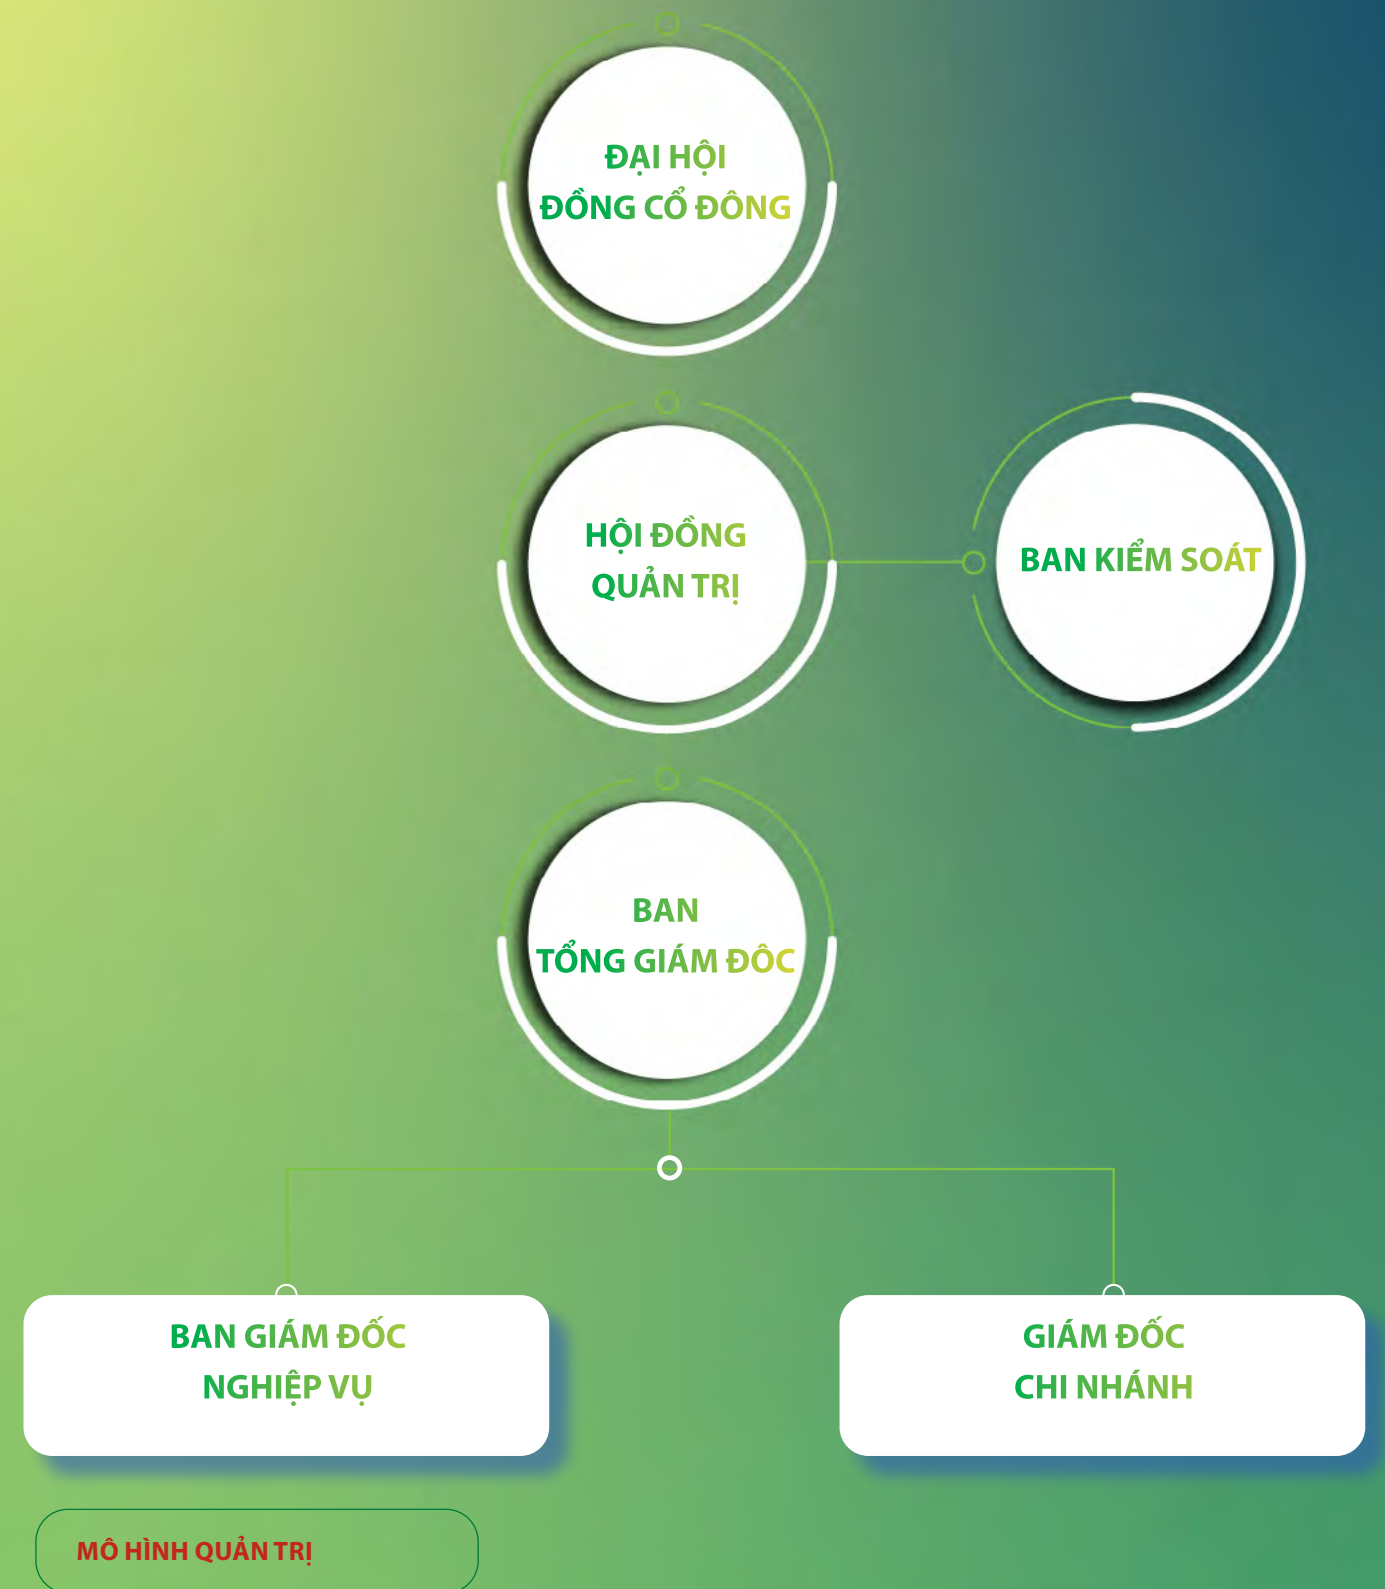 ĐẠI HỘI
ĐỒNG CỔ ĐÔNG
HỘI ĐỒNG
QUẢN TRỊ
BAN KIỂM SOÁT
BAN
TỔNG GIÁM ĐÔC
BAN GIÁM ĐỐC
NGHIỆP VỤ
GIÁM ĐỐC
CHI NHÁNH
MÔ HÌNH QUẢN TRỊ